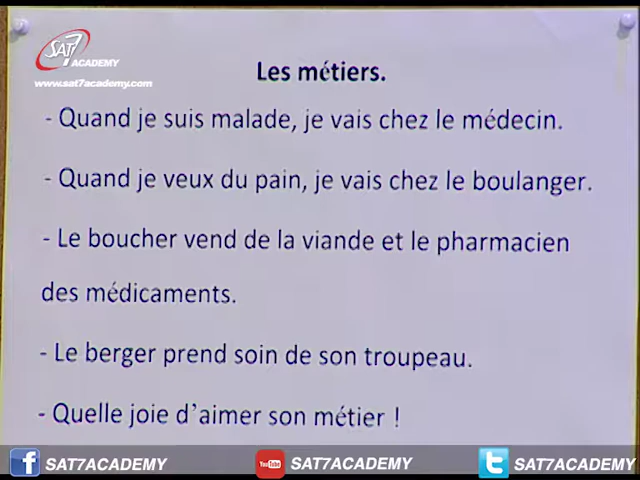 SAT7
ACADEMY
www.sat7academy.com
Les métiers.
- Quand je suis malade, je vais chez le médecin.
- Quand je veux du pain, je vais chez le boulanger.
- Le boucher vend de la viande et le pharmacien
des médicaments.
- Le berger prend soin de son troupeau.
- Quelle joie d'aimer son métier !
f SAT7ACADEMY YouTube SAT7ACADEMY t SAT7ACADEMY